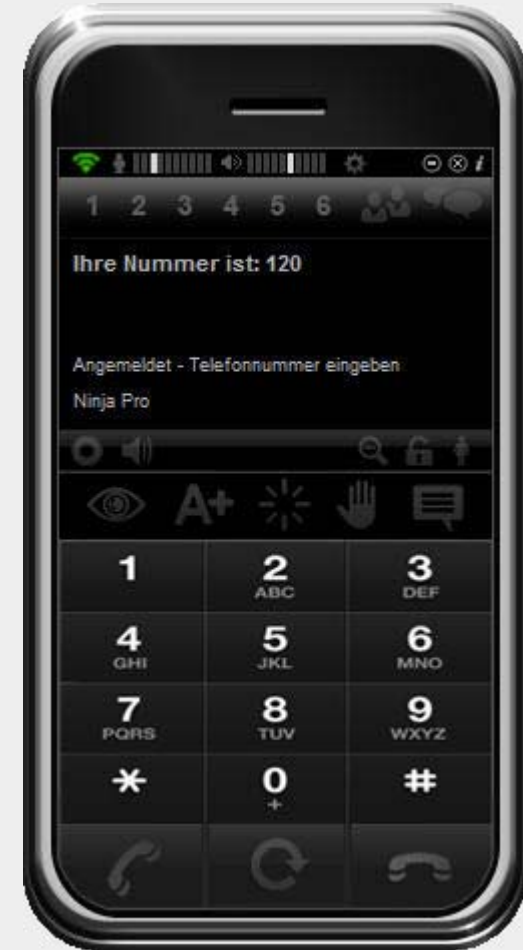 1 2 3 4 5 6
Ihre Nummer ist: 120
Angemeldet - Telefonnummer eingeben
Ninja Pro
A+
1 2 3
ABC DEF
4 5 6
GHI JKL MNO
7 8 9
PQRS TUV WXYZ
* 0 #
+